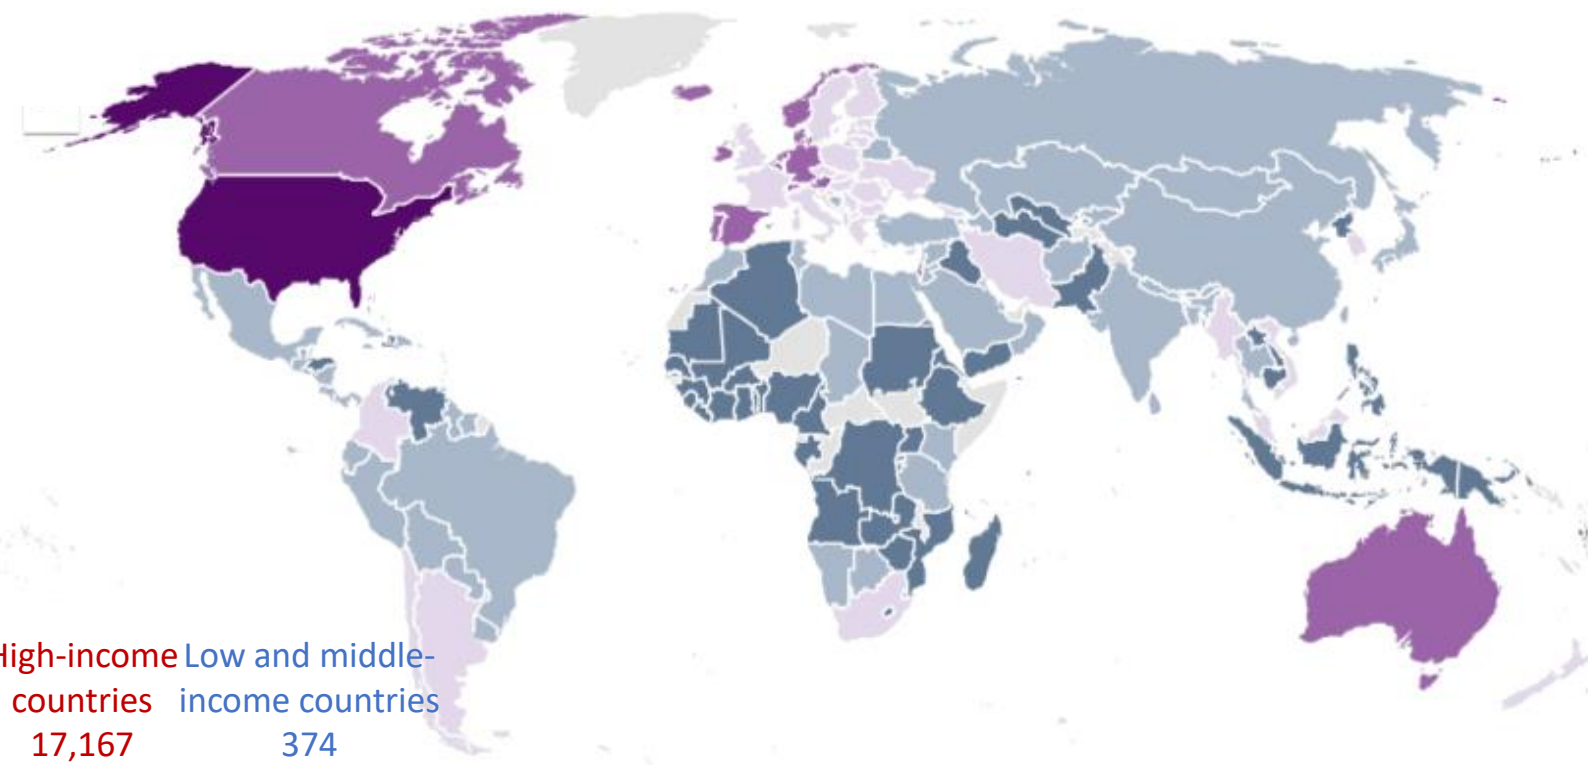 High-income
countries
17,167
Low and middle-
income countries
374